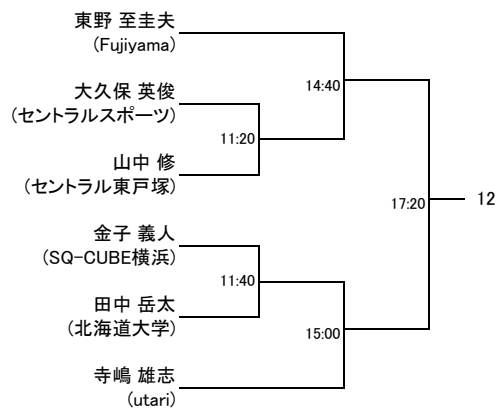 東野 至圭夫
(Fujiyama)
14:40
大久保 英俊
(セントラルスポーツ)
11:20
山中 修
(セントラル東戸塚)
17:20
12
金子 義人
(SQ-CUBE横浜)
11:40
田中 岳太
(北海道大学)
15:00
寺嶋 雄志
(utari)